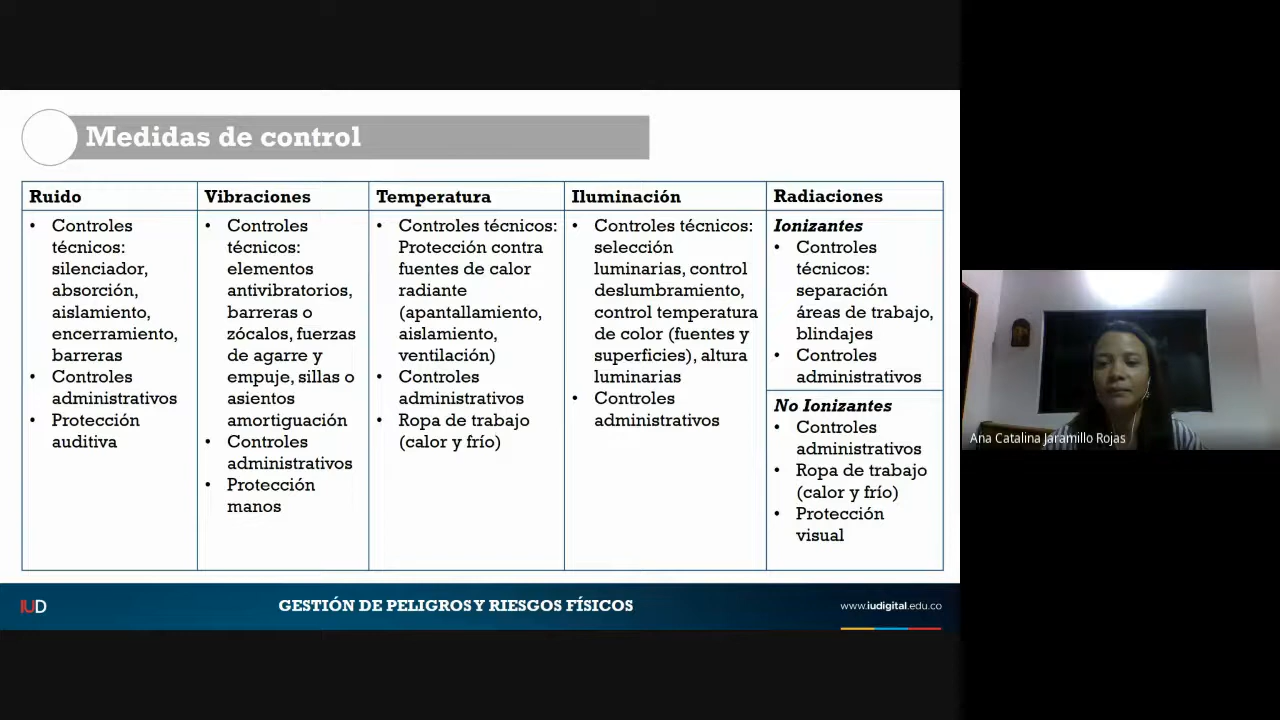 Medidas de control
Ruido
• Controles
técnicos:
silenciador,
absorción,
aislamiento,
encerramiento,
barreras
• Controles
administrativos
• Protección
auditiva
Vibraciones
• Controles
técnicos:
elementos
antivibratorios,
barreras o
zócalos, fuerzas
de agarre y
empuje, sillas o
asientos
amortiguación
• Controles
administrativos
• Protección
manos
Temperatura
• Controles técnicos:
Protección contra
fuentes de calor
radiante
(apantallamiento,
aislamiento,
ventilación)
• Controles
administrativos
• Ropa de trabajo
(calor y frío)
Iluminación
• Controles técnicos:
selección
luminarias, control
deslumbramiento,
control temperatura
de color (fuentes y
superficies), altura
luminarias
• Controles
administrativos
Radiaciones
Ionizantes
• Controles
técnicos:
separación
áreas de trabajo,
blindajes
• Controles
administrativos
No Ionizantes
• Controles
administrativos
• Ropa de trabajo
(calor y frío)
• Protección
visual
IUD
GESTIÓN DE PELIGROS Y RIESGOS FÍSICOS
www.iudigital.edu.co
Ana Catalina Jaramillo Rojas